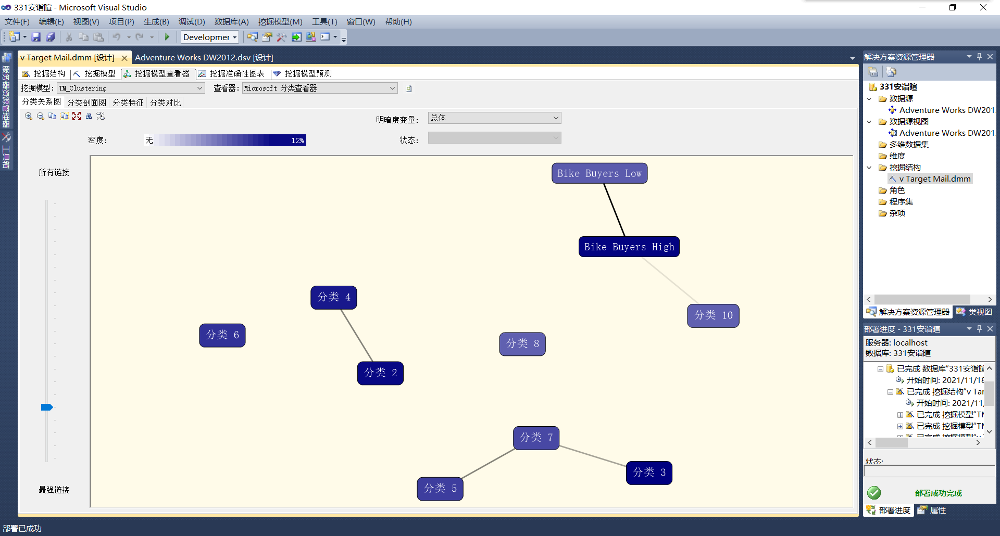 331安诣暄 - Microsoft Visual Studio
文件(F) 编辑(E) 视图(V) 项目(P) 生成(B) 调试(D) 数据库(A) 挖掘模型(M) 工具(T) 窗口(W) 帮助(H)
Developmer
服务器资源管理器
工具箱
v Target Mail.dmm [设计] Adventure Works DW2012.dsv [设计]
挖掘结构 挖掘模型 挖掘模型查看器 挖掘准确性图表 挖掘模型预测
挖掘模型: TM_Clustering 查看器: Microsoft 分类查看器
分类关系图 分类剖面图 分类特征 分类对比
明暗度变量: 总体
密度: 无 12% 状态:
所有链接
最强链接
Bike Buyers Low
Bike Buyers High
分类 4
分类 10
分类 6
分类 8
分类 2
分类 7
分类 3
分类 5
解决方案资源管理器
331安诣暄
数据源
Adventure Works DW201
数据源视图
Adventure Works DW201
多维数据集
维度
挖掘结构
v Target Mail.dmm
角色
程序集
杂项
解决方案资源管理器 类视图
部署进度 - 331安诣暄
服务器: localhost
数据库: 331安诣暄
已完成 数据库"331安诣暄
开始时间: 2021/11/18
已完成 挖掘结构"v Tar
开始时间: 2021/11,
已完成 挖掘模型"TM
已完成 挖掘模型"TM
已完成 挖掘模型"v
状态:
部署成功完成
部署进度 属性
部署已成功